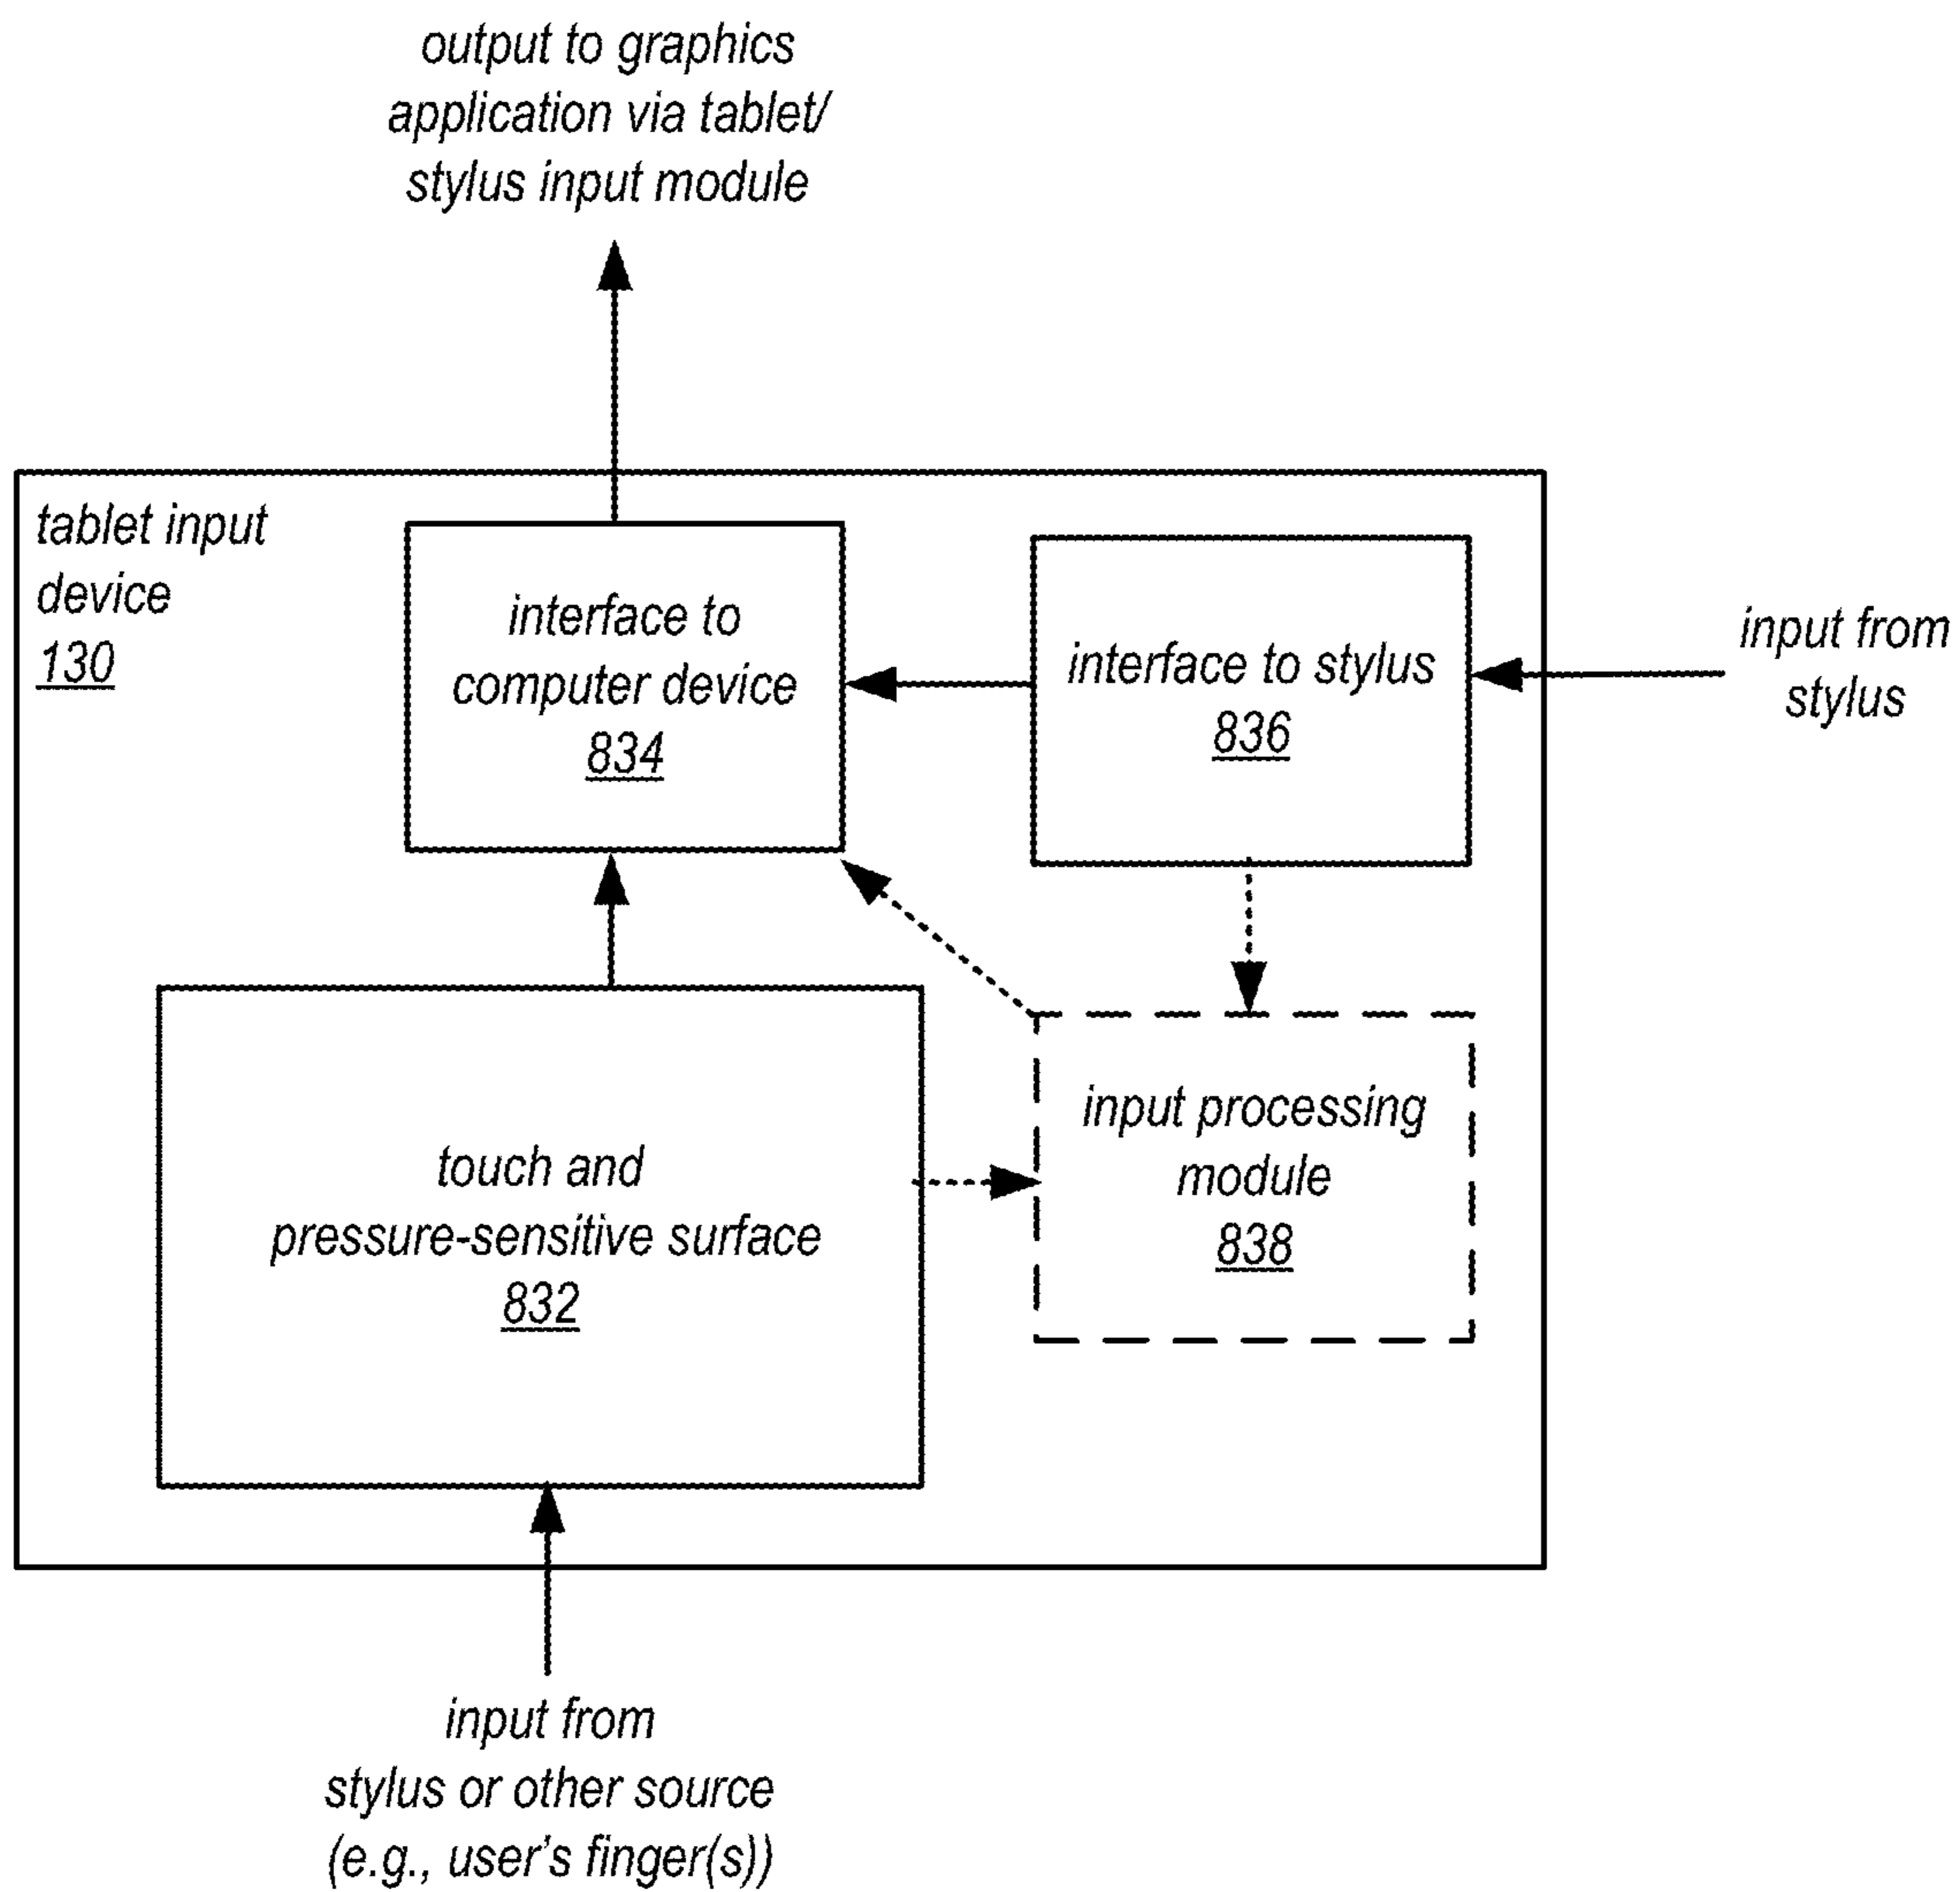 output to graphics
application via tablet/
stylus input module
tablet input
device
130
interface to
computer device
834
interface to stylus
836
input from
stylus
touch and
pressure-sensitive surface
832
input processing
module
838
input from
stylus or other source
(e.g., user's finger(s))